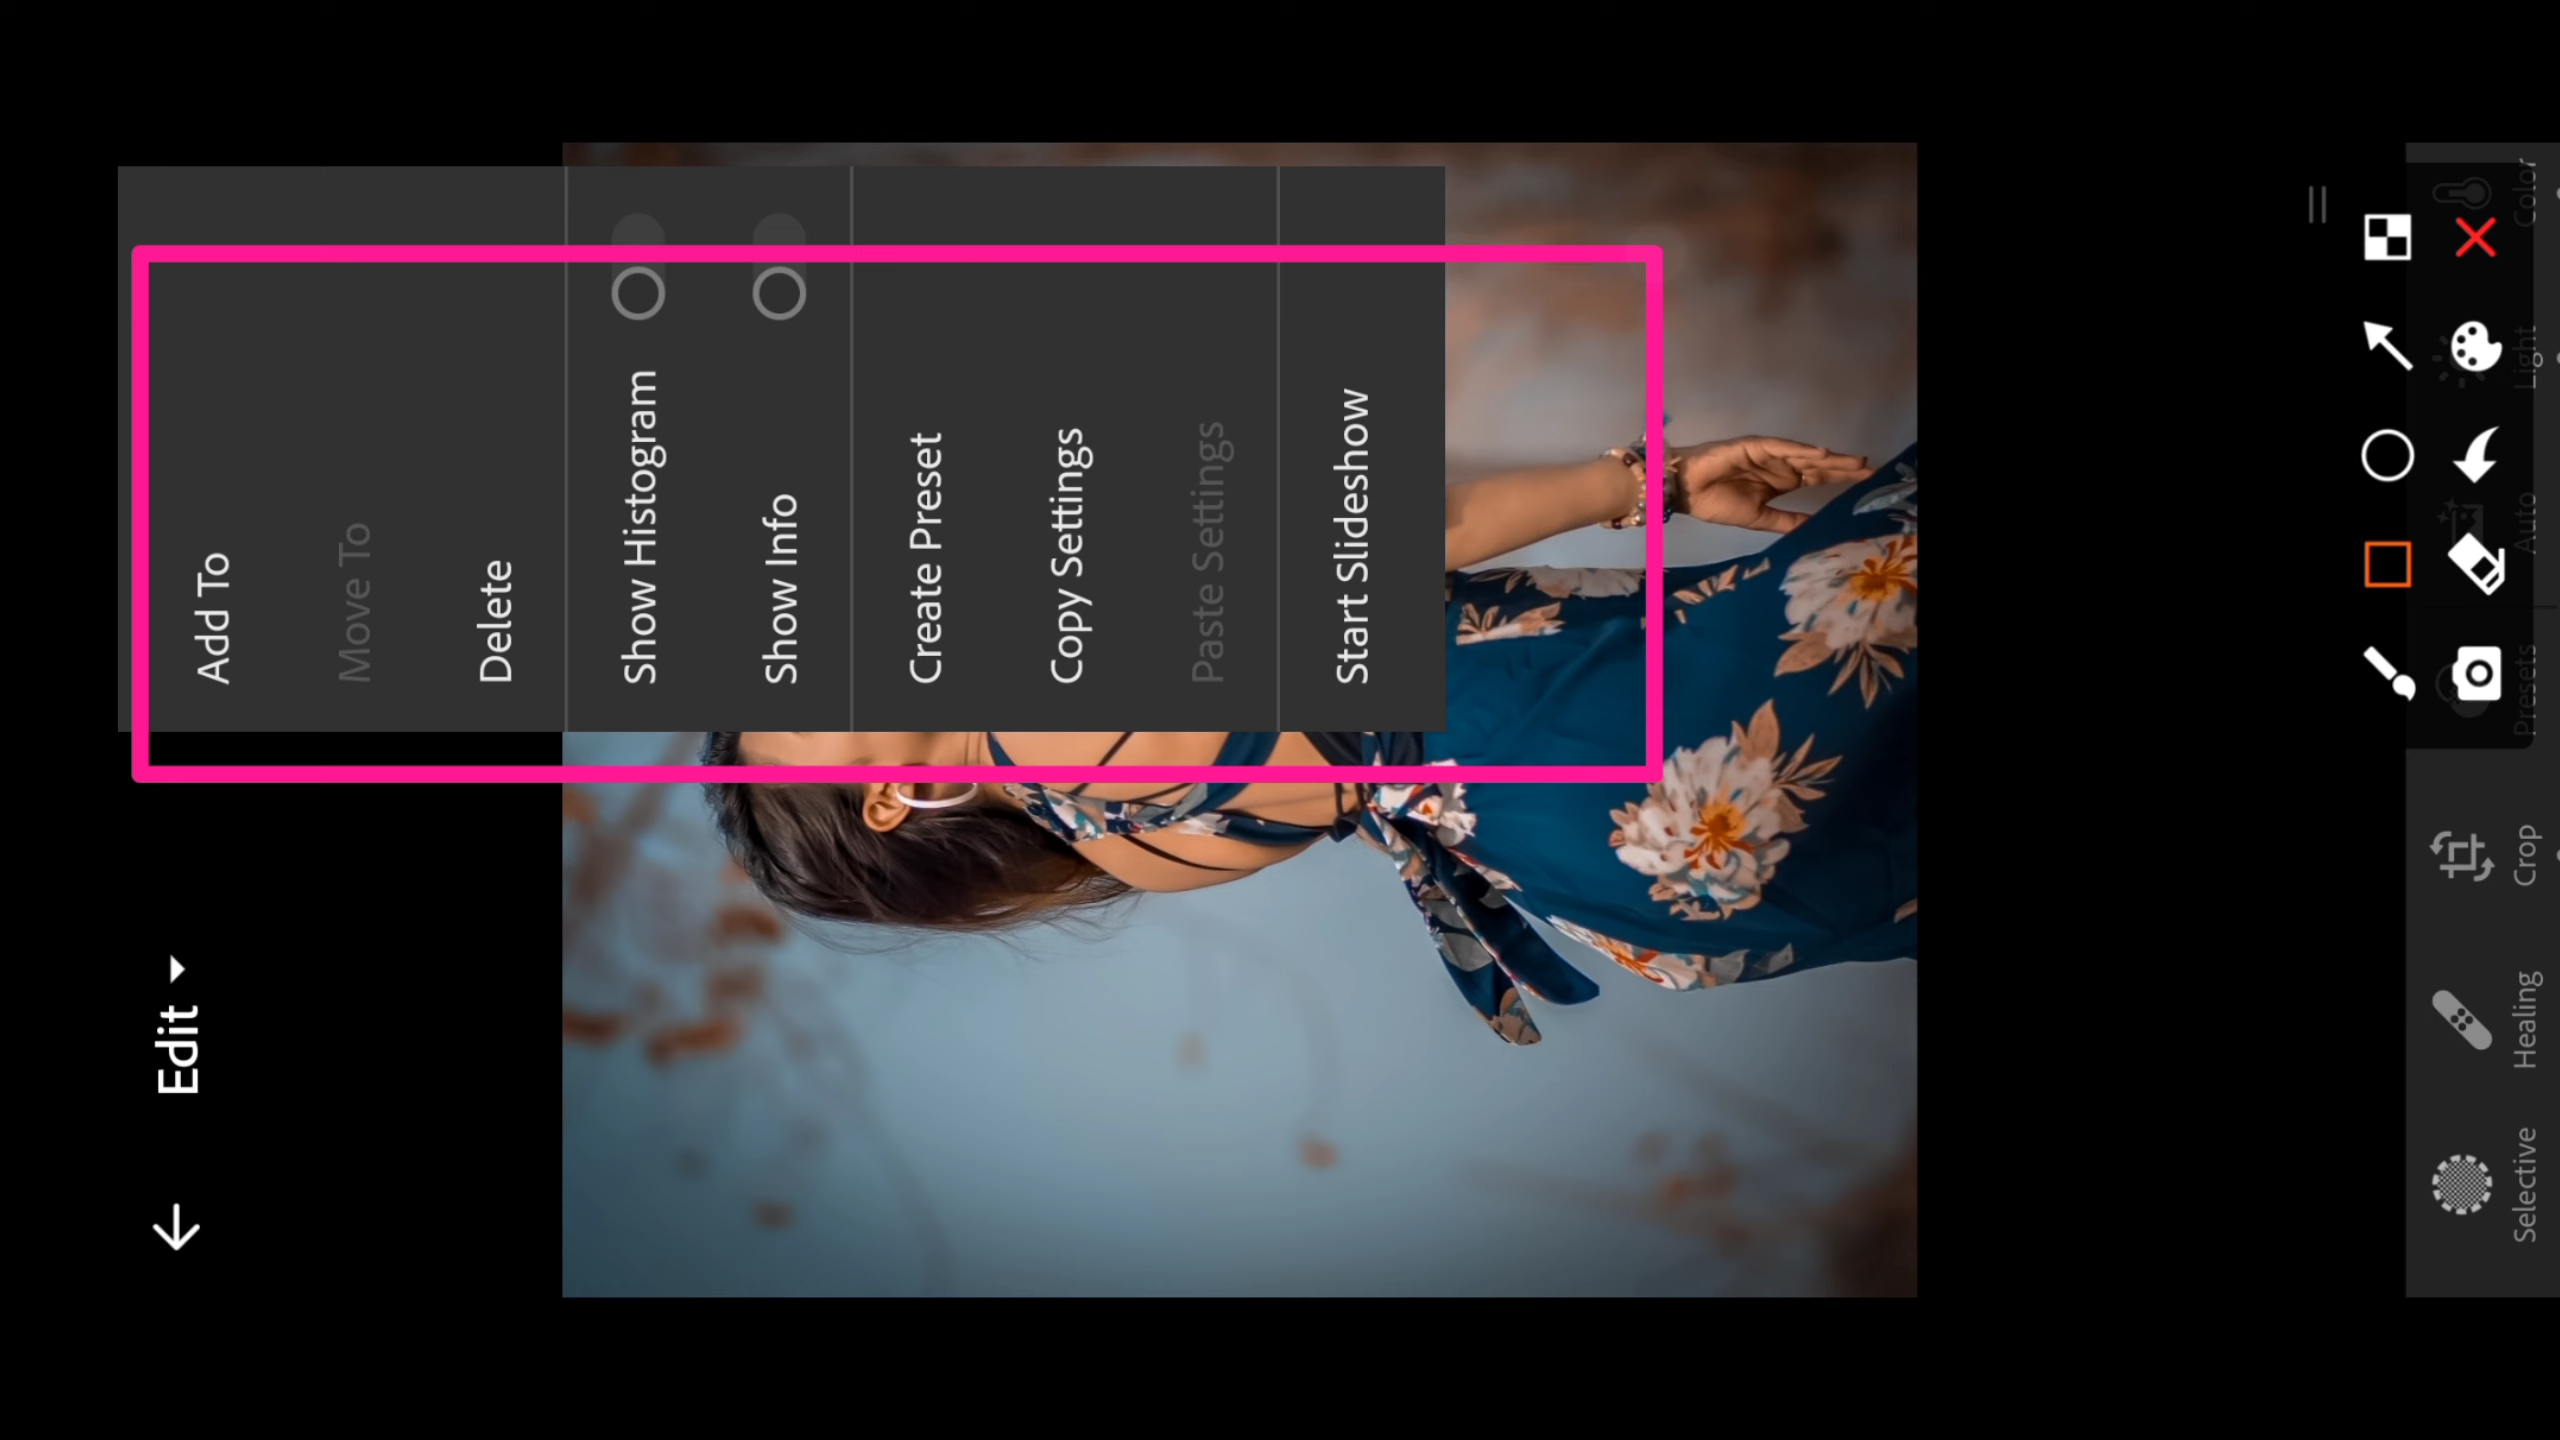 Edit
Add To
Move To
Delete
Show Histogram
Show Info
Create Preset
Copy Settings
Paste Settings
Start Slideshow
Selective
Healing
Crop
Presets
Auto
Light
Color